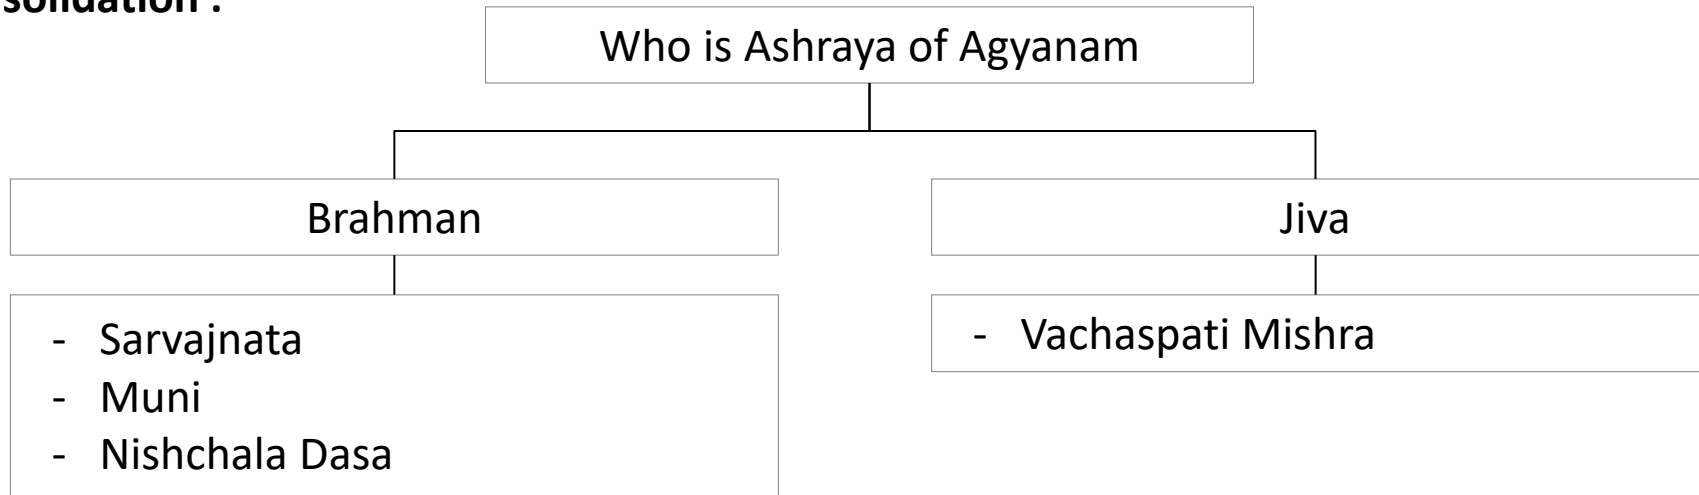 solidation :
Who is Ashraya of Agyanam
Brahman
Jiva
- Sarvajnata
- Muni
- Nishchala Dasa
- Vachaspati Mishra